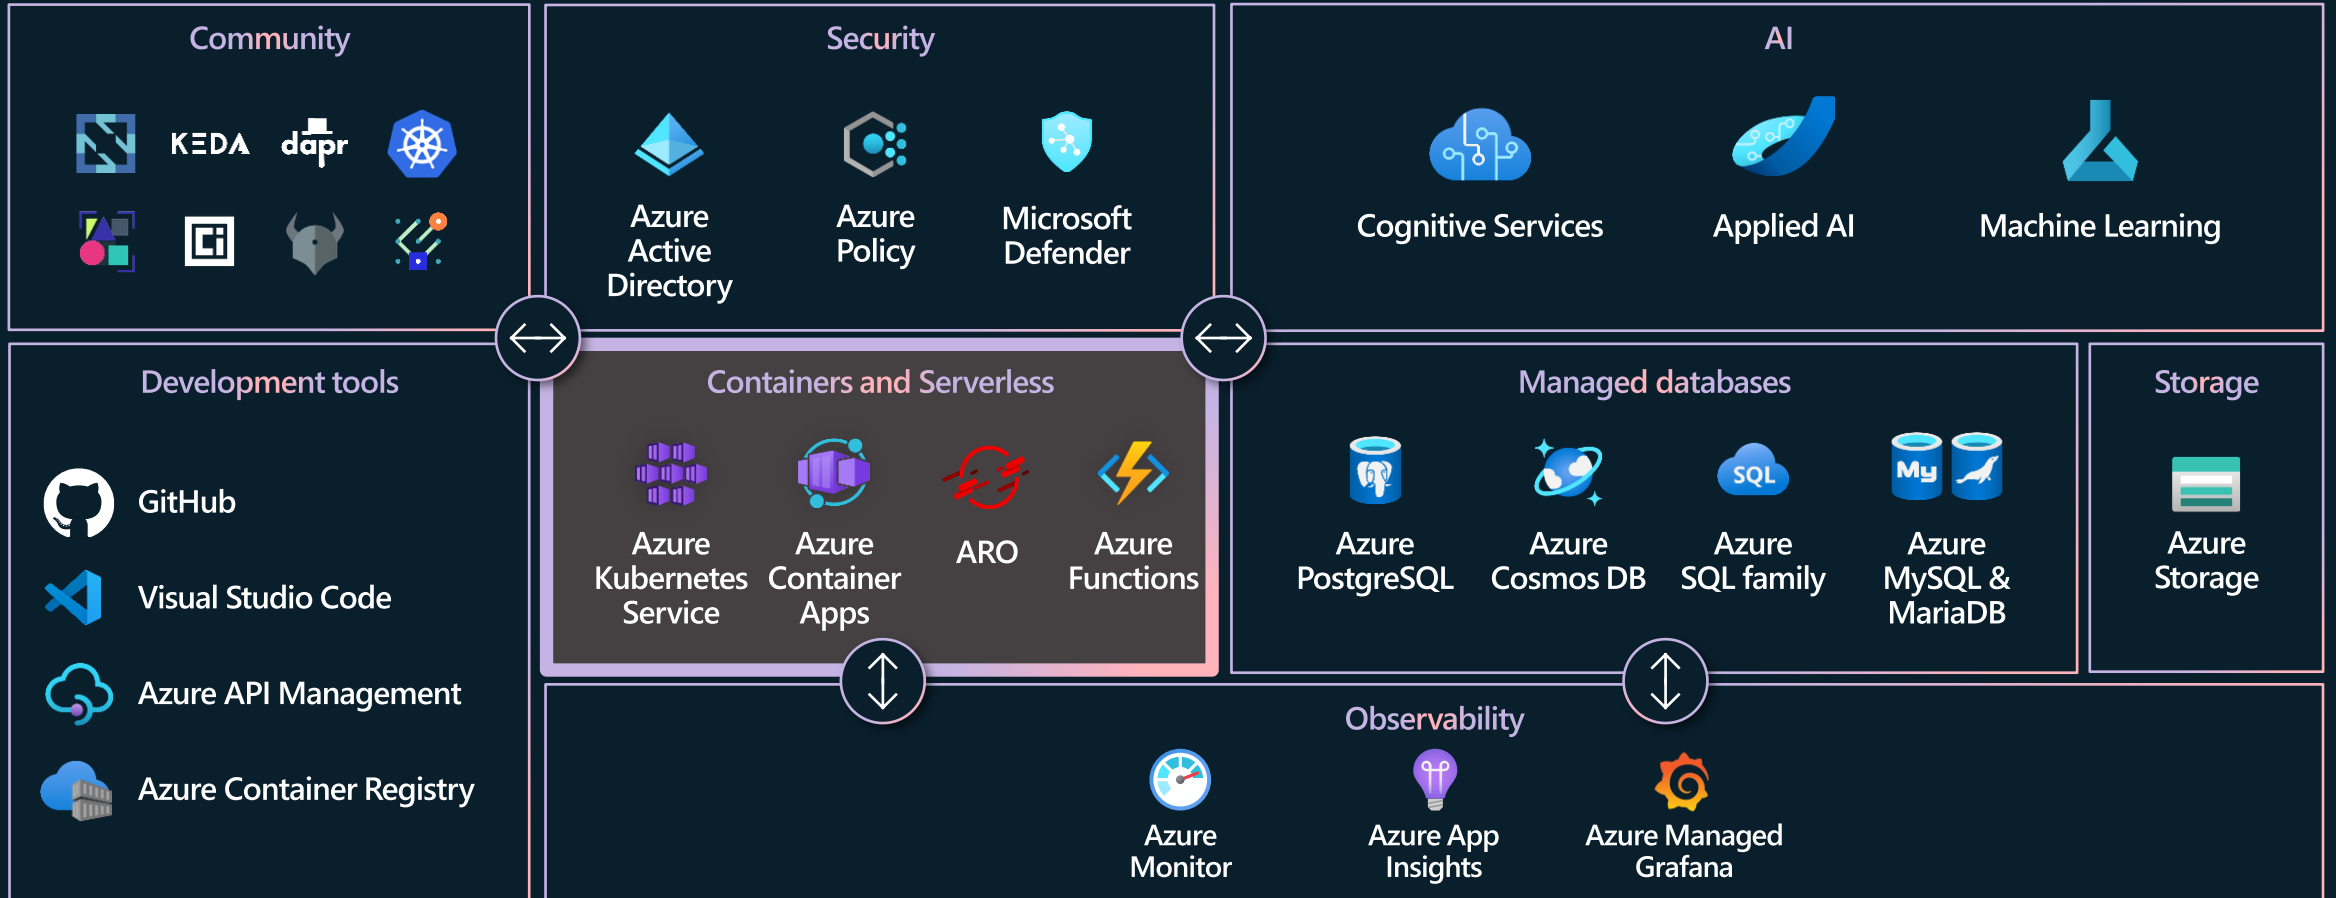 Community
KEDA
dapr
Ci
Security
Azure
Active
Directory
Azure
Policy
Microsoft
Defender
AI
Cognitive Services
Applied AI
Machine Learning
Development tools
GitHub
Visual Studio Code
Azure API Management
Azure Container Registry
Containers and Serverless
Azure
Kubernetes
Service
Azure
Container
Apps
ARO
Azure
Functions
Managed databases
Azure
PostgreSQL
Azure
Cosmos DB
SQL
Azure
SQL family
My
Azure
MySQL &
MariaDB
Storage
Azure
Storage
Observability
Azure
Monitor
Azure App
Insights
Azure Managed
Grafana